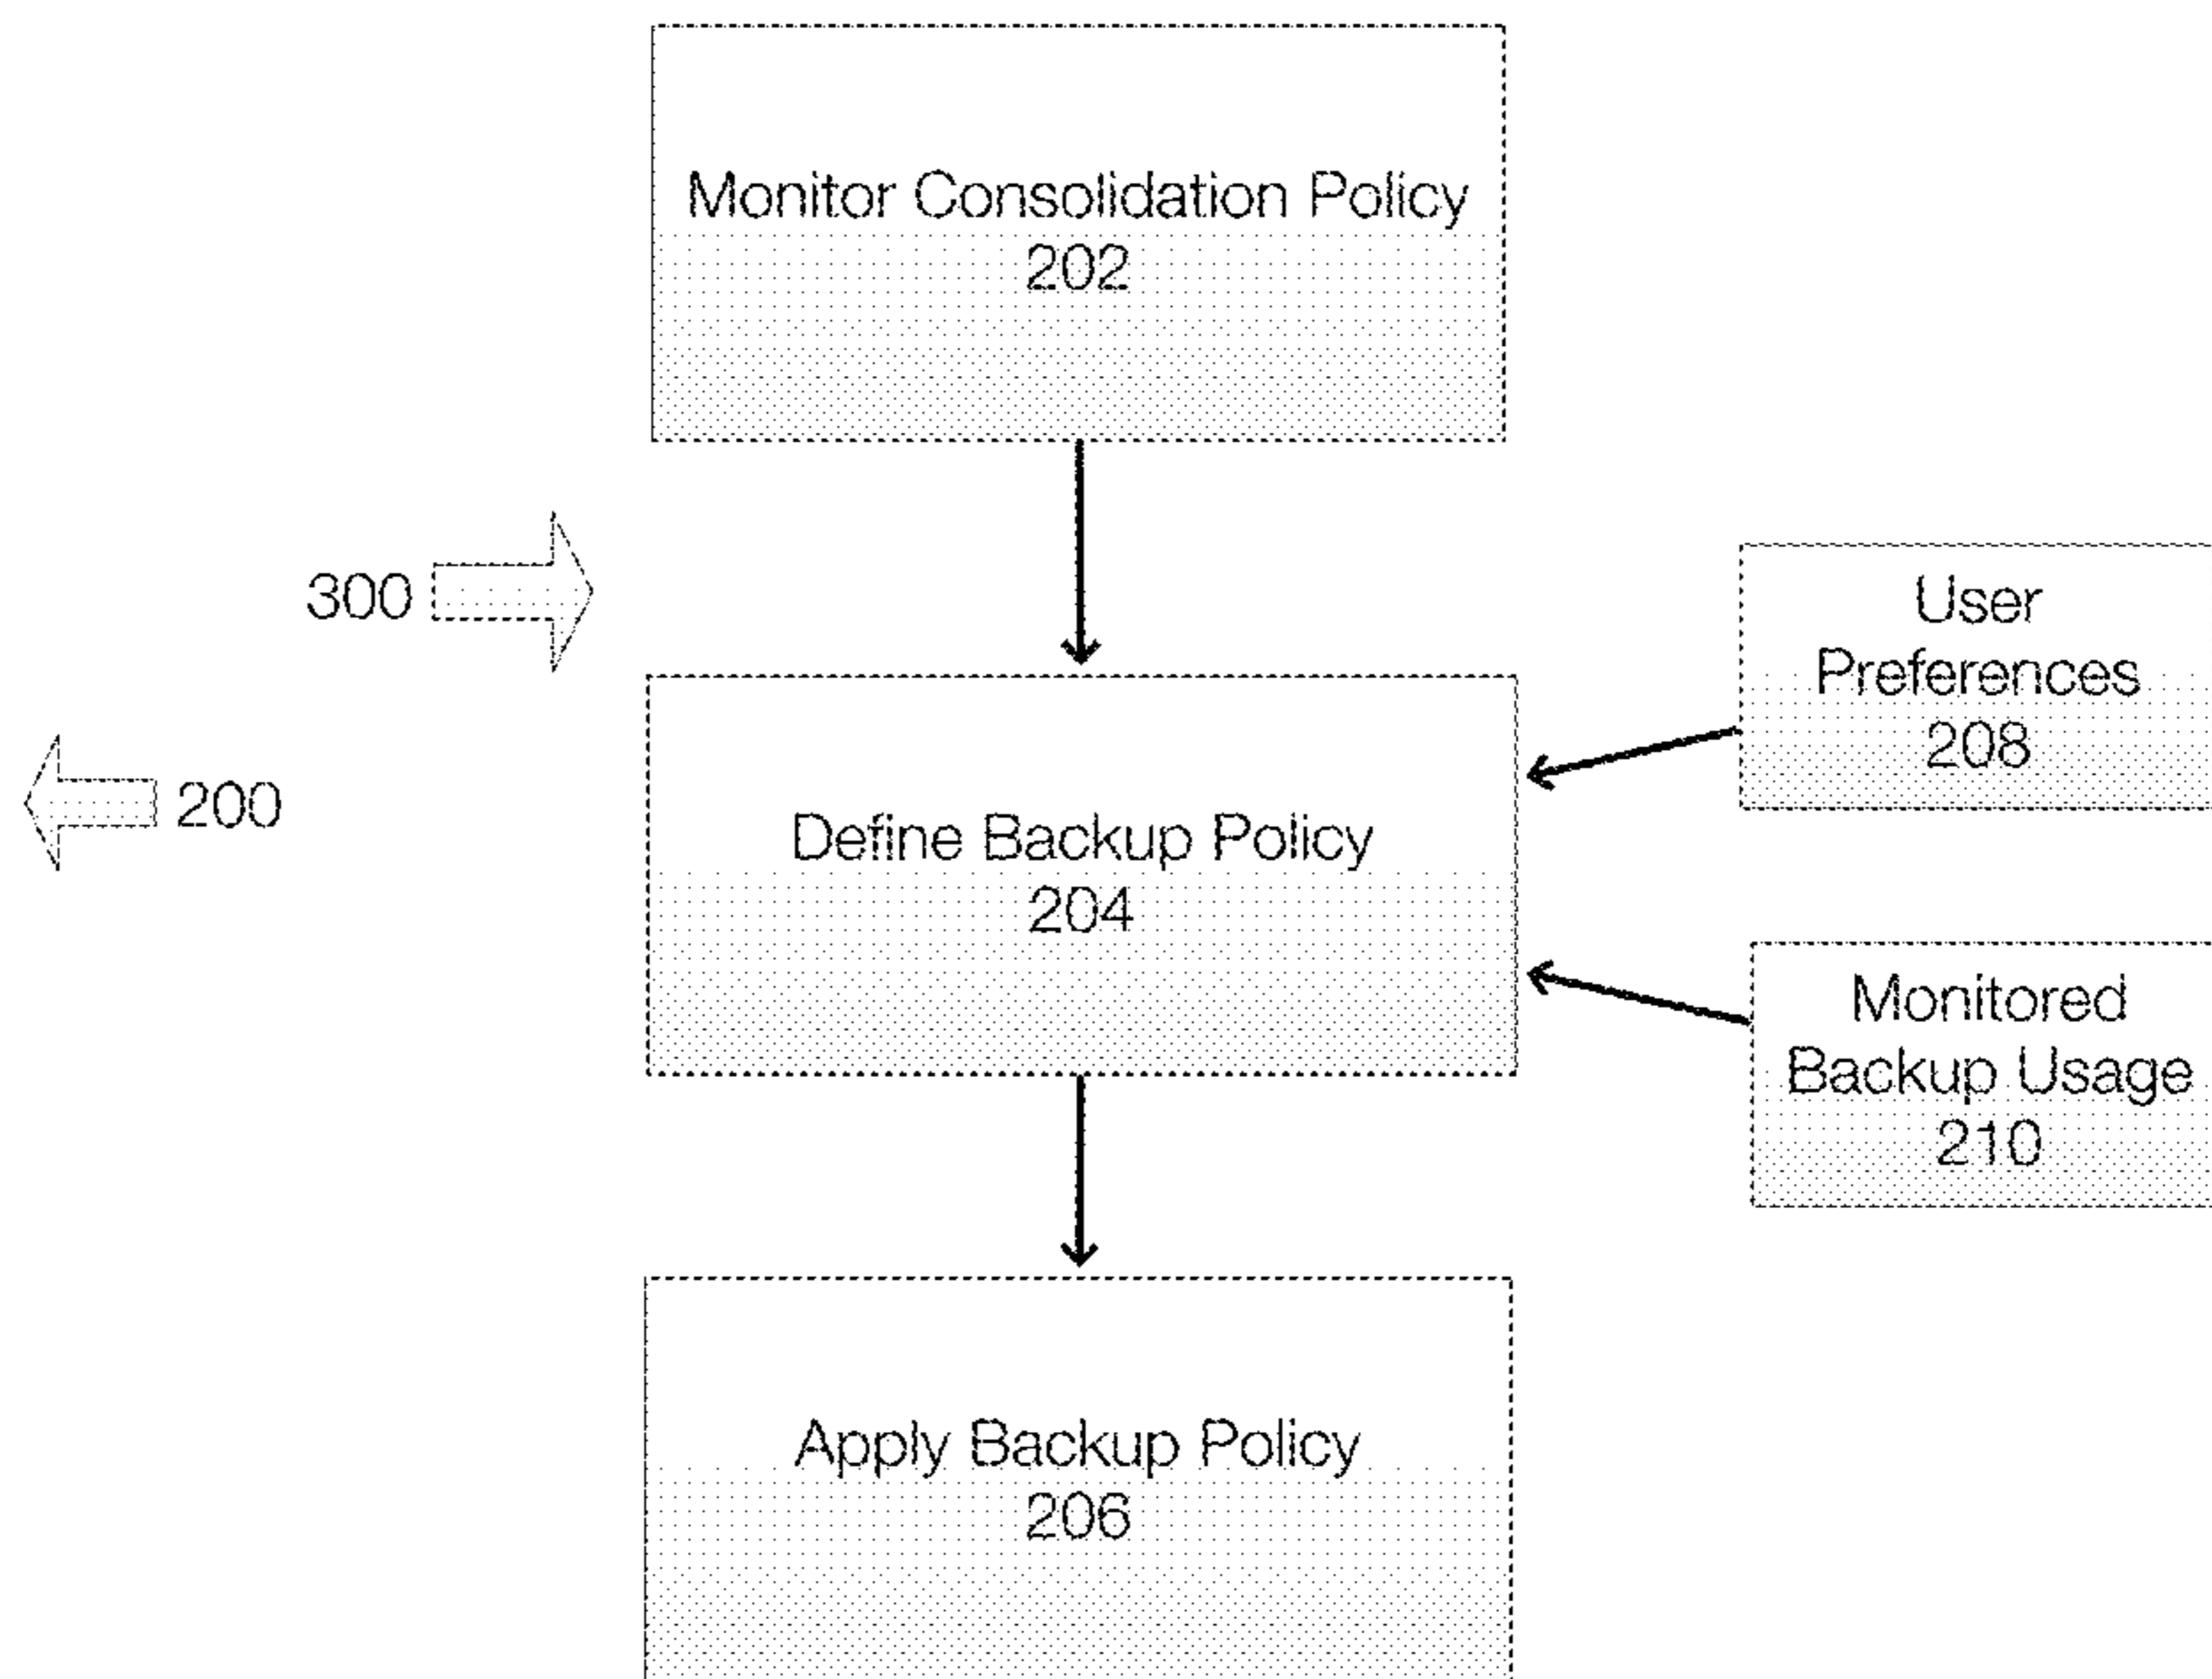 Monitor Consolidation Policy
202
300
200
User
Preferences
208
Define Backup Policy
204
Monitored
Backup Usage
210
Apply Backup Policy
206